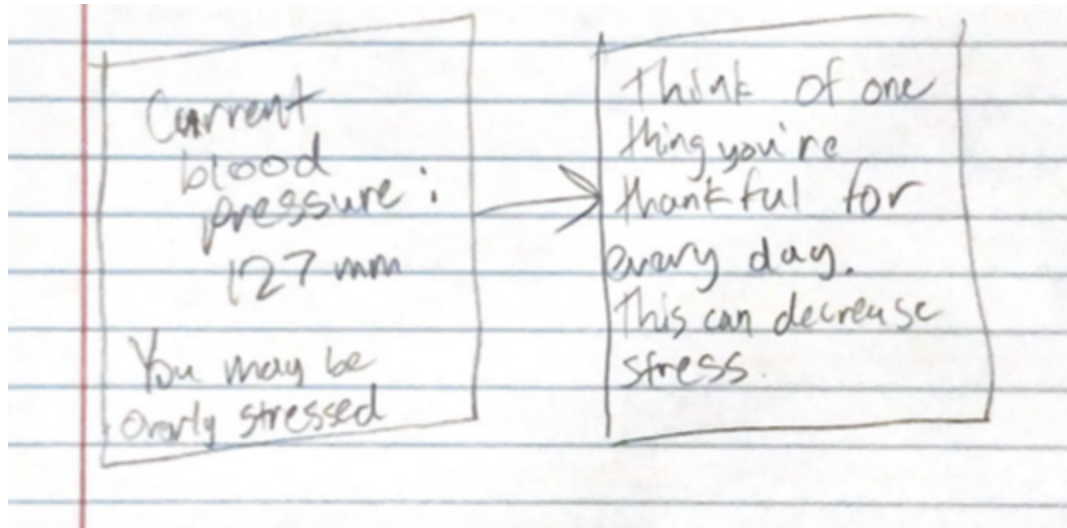 Current
blood
pressure:
127 mm
You may be
overly stressed
Think of one
thing you're
thankful for
every day.
This can decrease
stress.